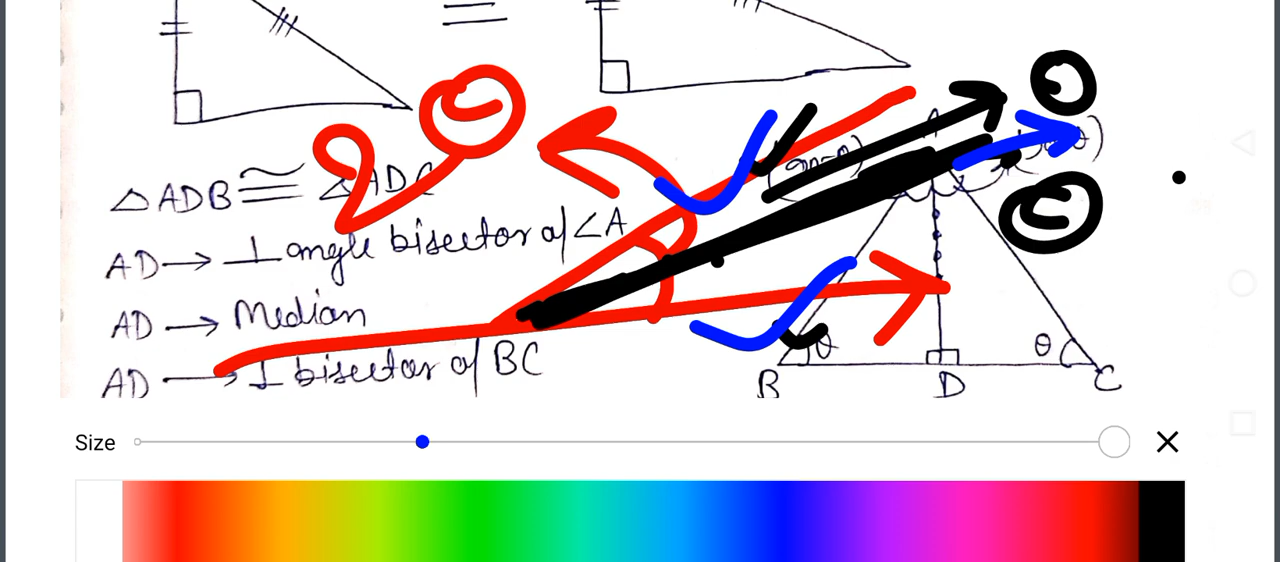 △ADB ≅ △ADC
AD → ⊥ angle bisector of ∠A
AD → Median
AD → ⊥ bisector of BC
A
(90-θ)
θ
θ
B
D
C
Size